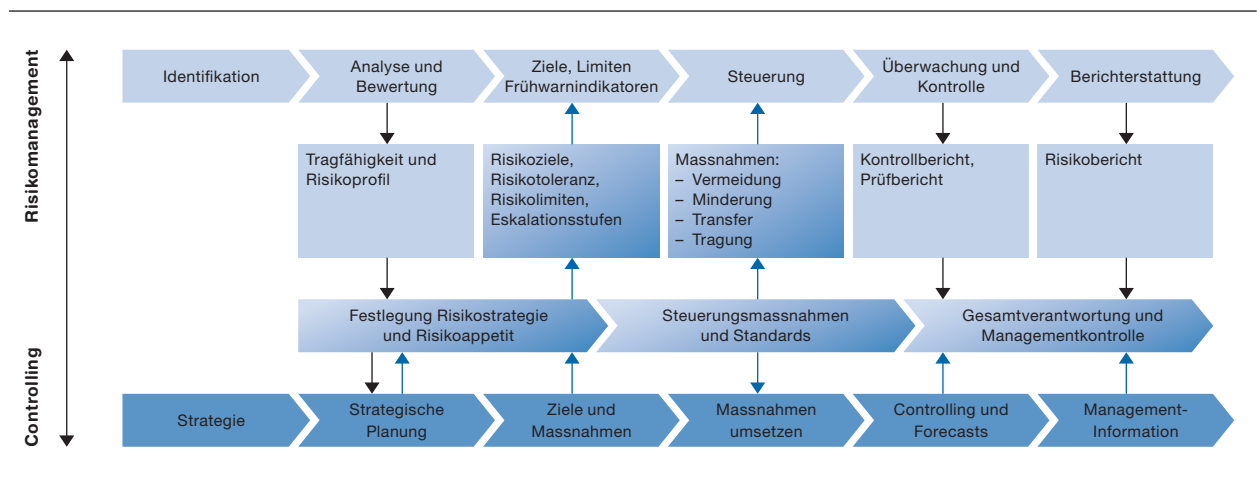 Risikomanagement
Controlling
Identifikation
Analyse und
Bewertung
Ziele, Limiten
Frühwarnindikatoren
Steuerung
Überwachung und
Kontrolle
Berichterstattung
Tragfähigkeit und
Risikoprofil
Risikoziele,
Risikotoleranz,
Risikolimiten,
Eskalationsstufen
Massnahmen:
– Vermeidung
– Minderung
– Transfer
– Tragung
Kontrollbericht,
Prüfbericht
Risikobericht
Festlegung Risikostrategie
und Risikoappetit
Steuerungsmassnahmen
und Standards
Gesamtverantwortung und
Managementkontrolle
Strategie
Strategische
Planung
Ziele und
Massnahmen
Massnahmen
umsetzen
Controlling und
Forecasts
Management-
Information